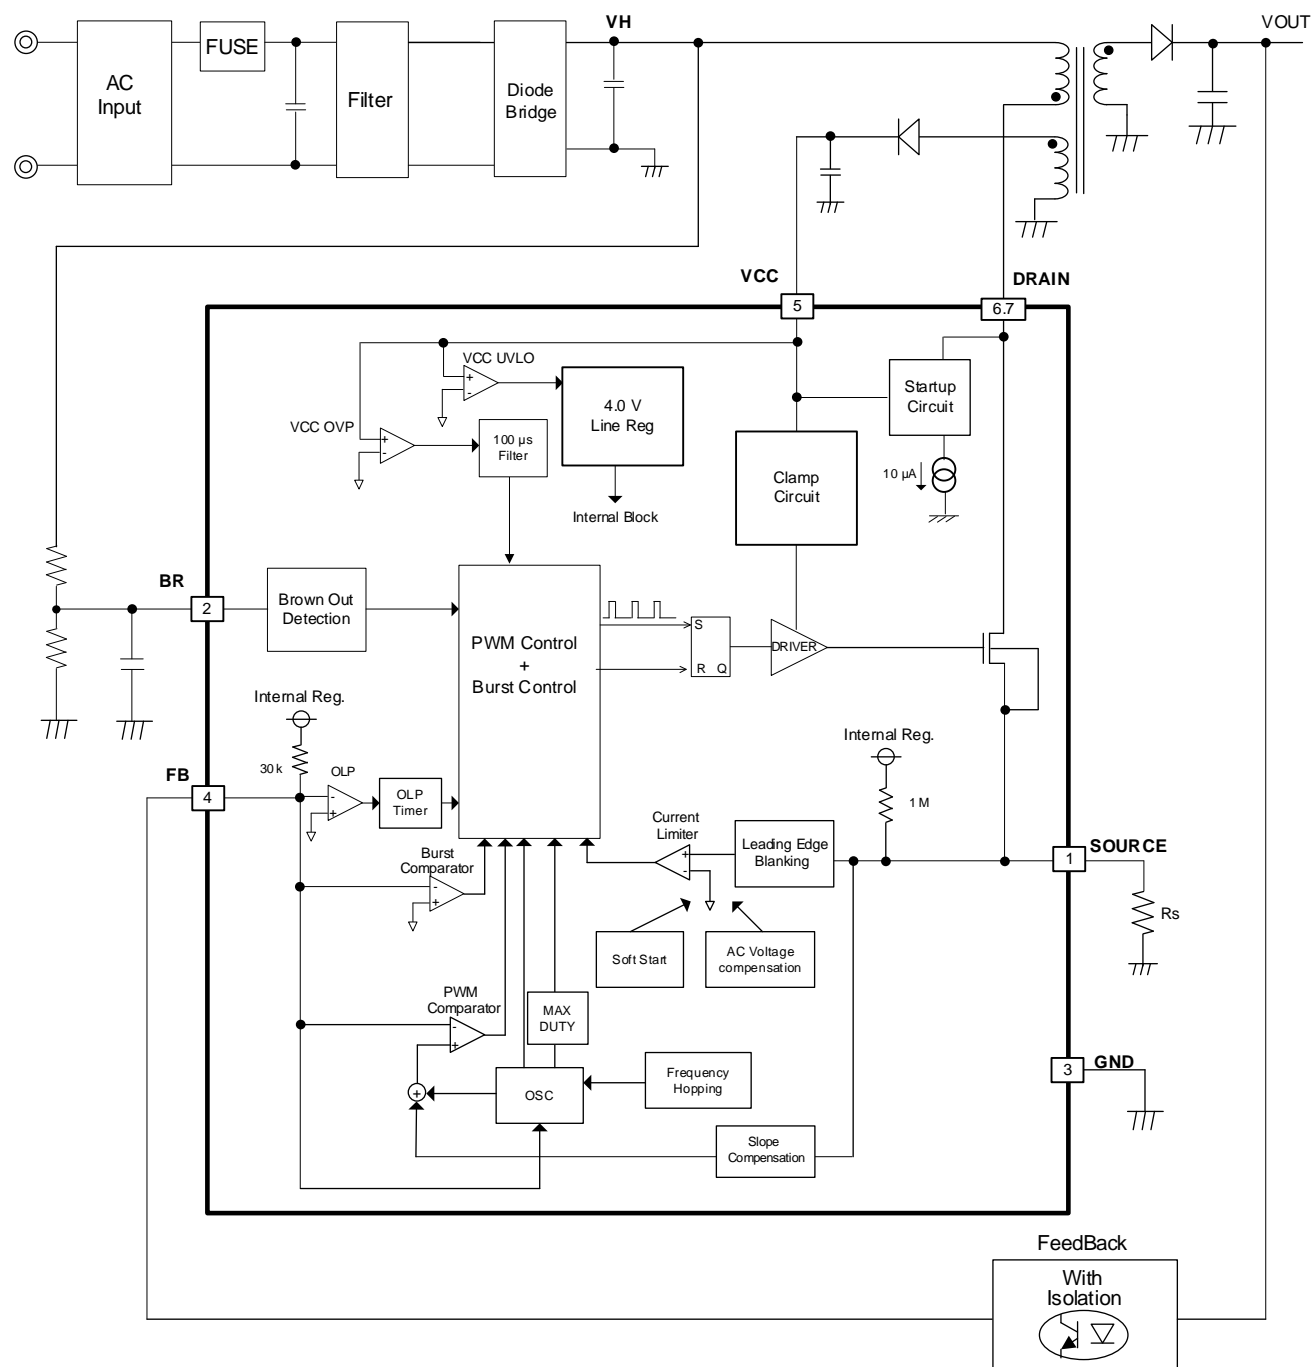 VH
VOUT
FUSE
AC
Input
Filter
Diode
Bridge
VCC
DRAIN
5
6.7
VCC UVLO
+
-
4.0 V
Line Reg
Startup
Circuit
VCC OVP
+
-
100 µs
Filter
10 µA
Clamp
Circuit
Internal Block
BR
2
Brown Out
Detection
PWM Control
+
Burst Control
S
R Q
DRIVER
Internal Reg.
30k
FB
4
OLP
-
+
OLP
Timer
Internal Reg.
1 M
Current
Limiter
+
-
Leading Edge
Blanking
1
SOURCE
Rs
Burst
Comparator
-
+
Soft Start
AC Voltage
compensation
PWM
Comparator
-
+
MAX
DUTY
+
OSC
Frequency
Hopping
3
GND
Slope
Compensation
FeedBack
With
Isolation